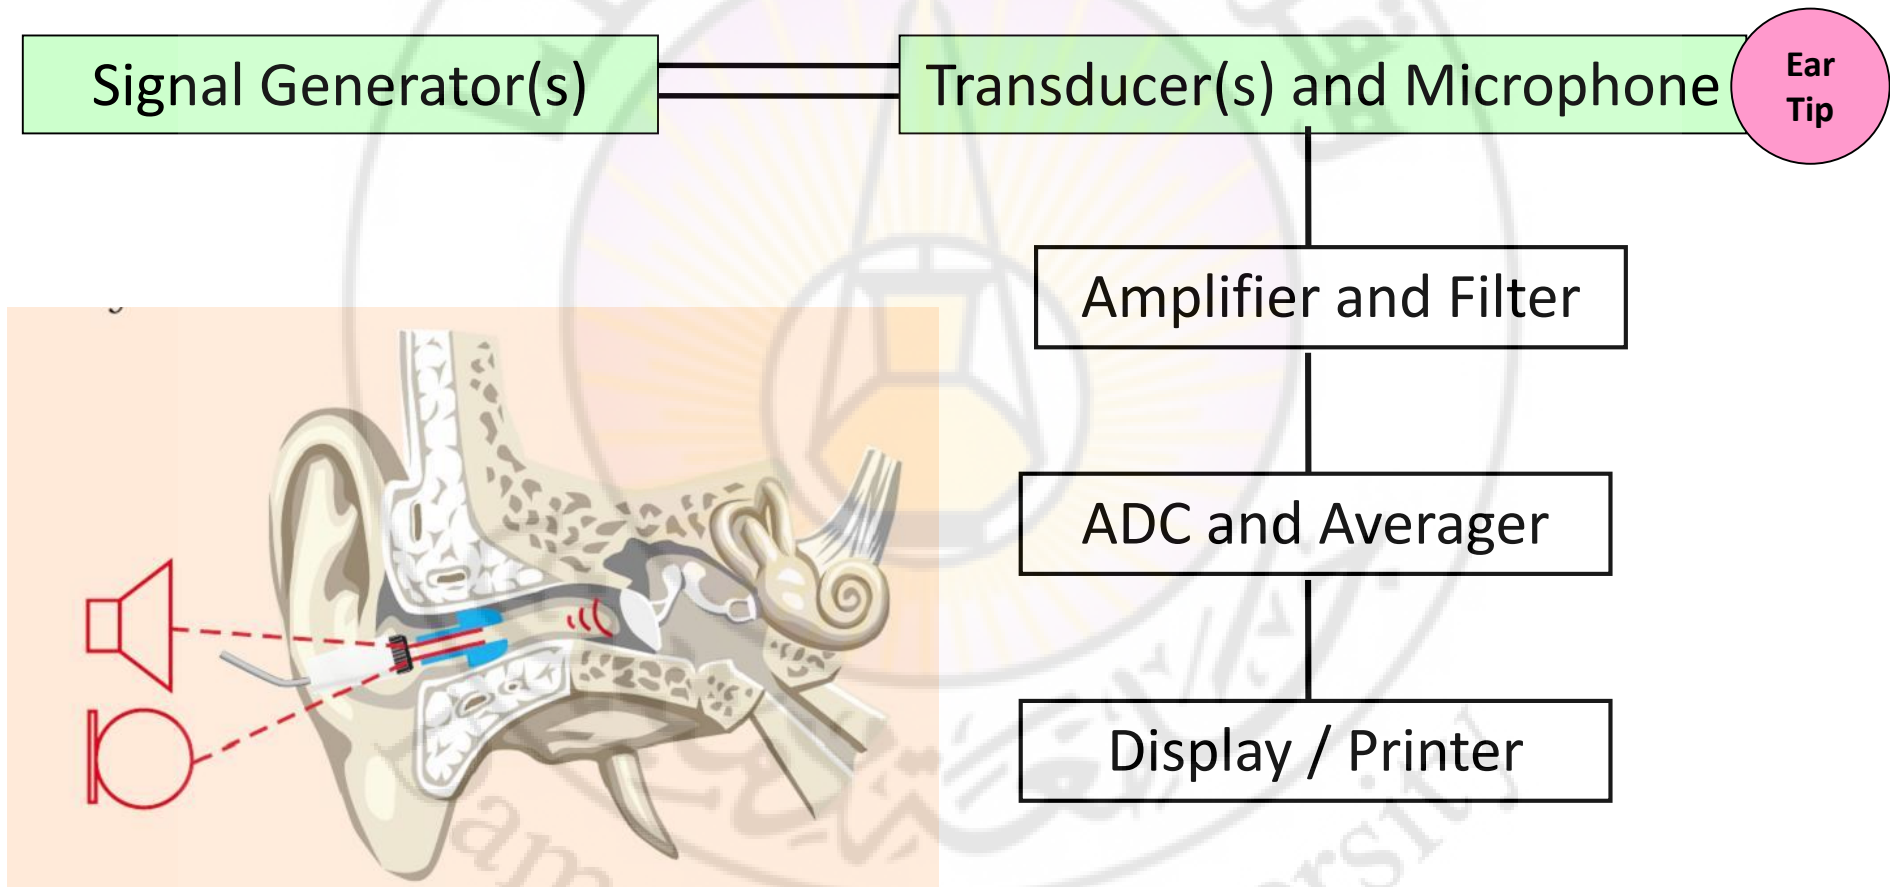 Signal Generator(s)
Transducer(s) and Microphone
Ear
Tip
Amplifier and Filter
ADC and Averager
Display / Printer